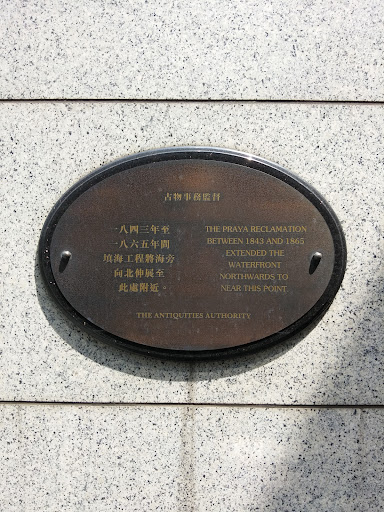 古物事務監督
一八四三年至
一八六五年間
填海工程將海旁
向北伸展至
此處附近。
THE PRAYA RECLAMATION
BETWEEN 1843 AND 1865
EXTENDED THE
WATERFRONT
NORTHWARDS TO
NEAR THIS POINT.
THE ANTIQUITIES AUTHORITY